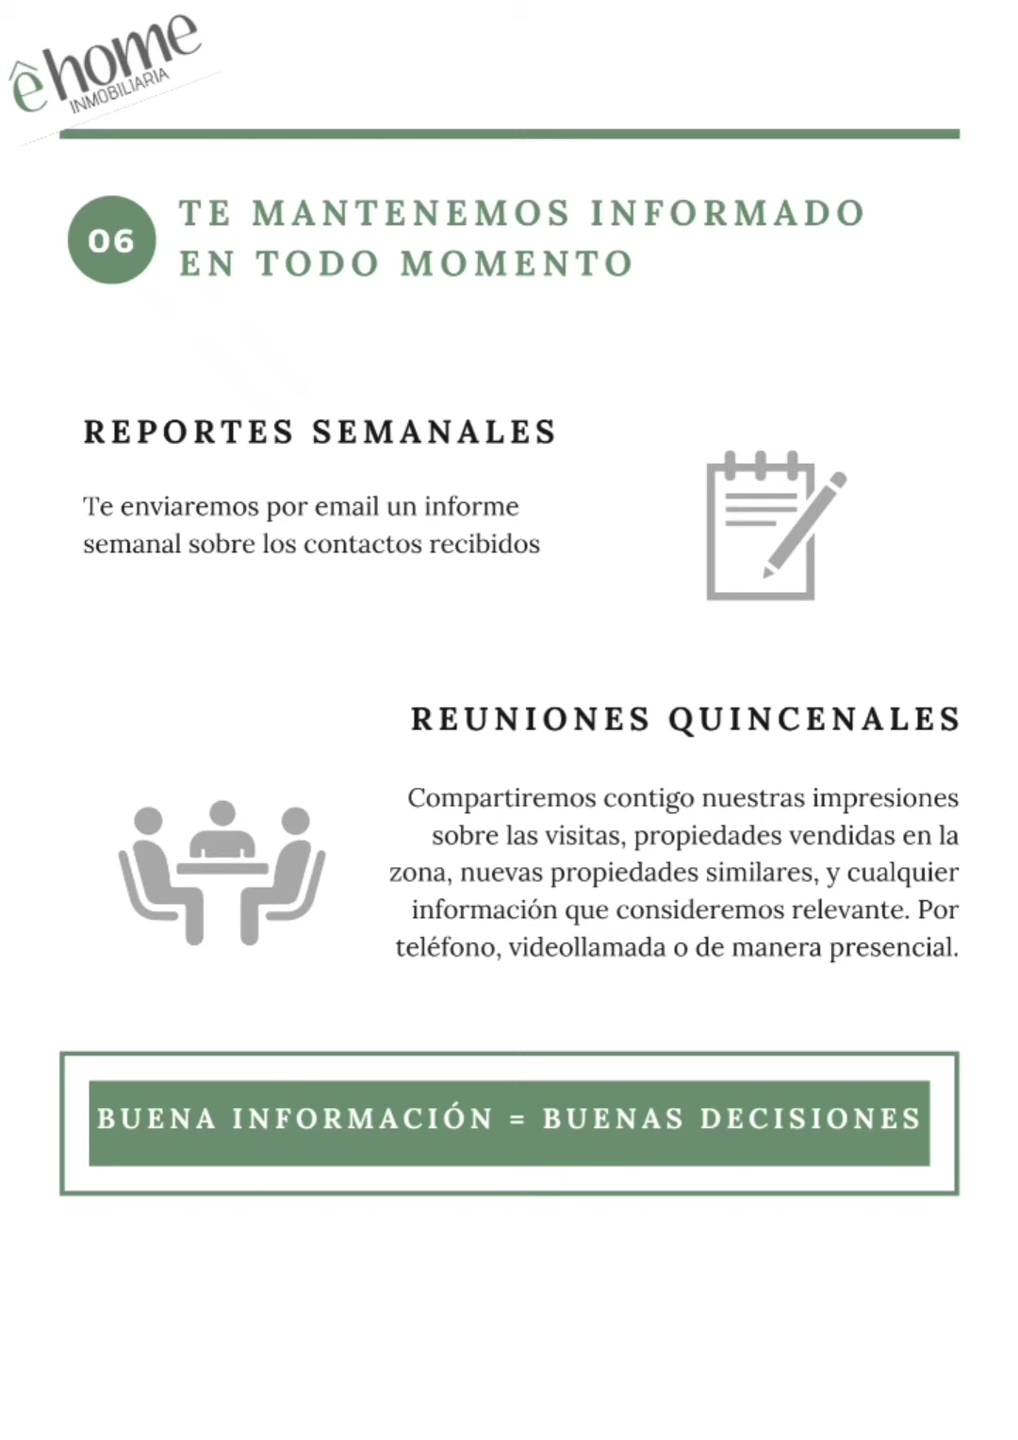 êhome
INMOBILIARIA
06
TE MANTENEMOS INFORMADO
EN TODO MOMENTO
REPORTES SEMANALES
Te enviaremos por email un informe
semanal sobre los contactos recibidos
REUNIONES QUINCENALES
Compartiremos contigo nuestras impresiones
sobre las visitas, propiedades vendidas en la
zona, nuevas propiedades similares, y cualquier
información que consideremos relevante. Por
teléfono, videollamada o de manera presencial.
BUENA INFORMACIÓN = BUENAS DECISIONES